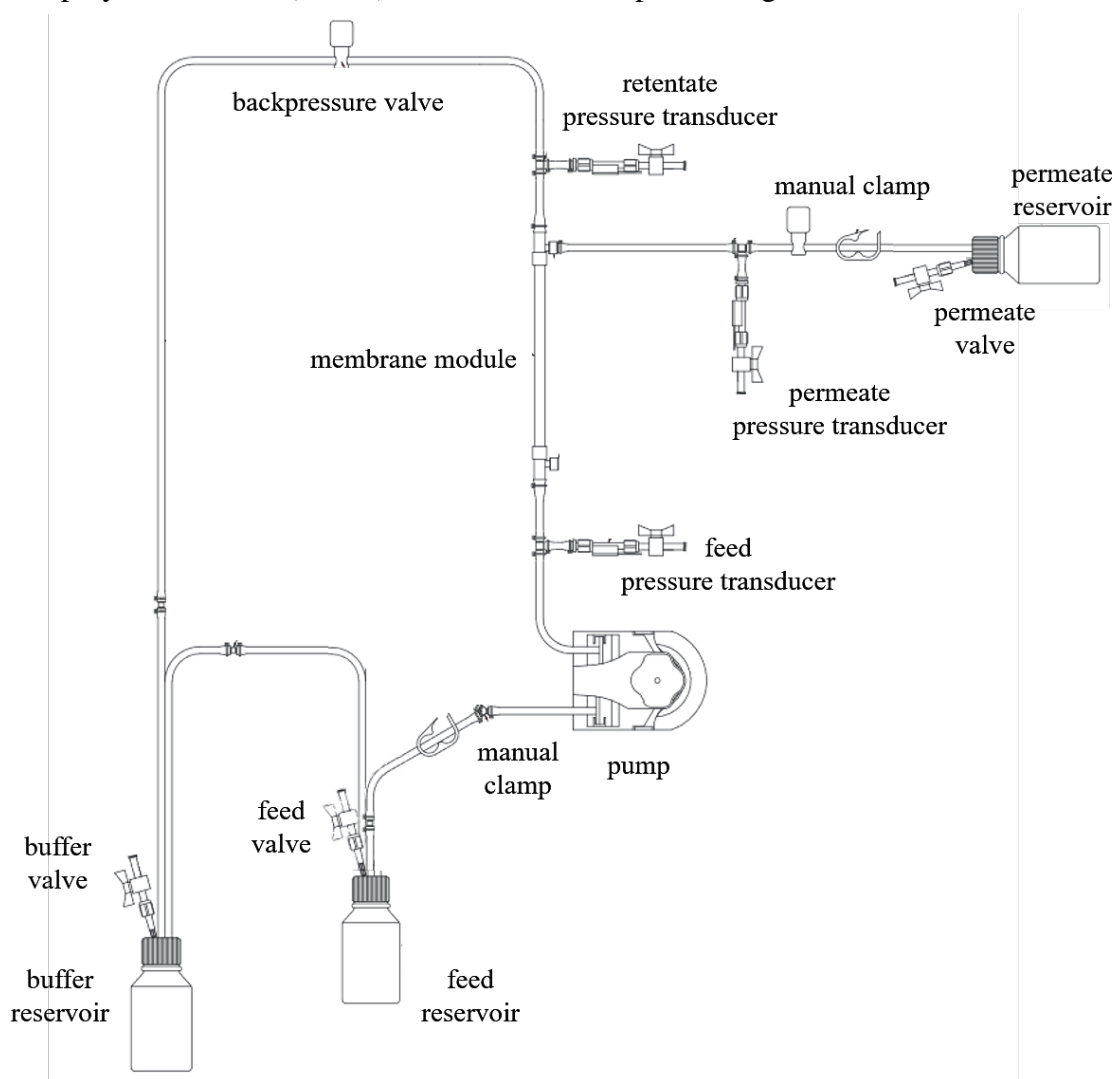 backpressure valve
retentate
pressure transducer
manual clamp
permeate
reservoir
permeate
valve
membrane module
permeate
pressure transducer
feed
pressure transducer
manual
clamp
pump
feed
valve
buffer
valve
buffer
reservoir
feed
reservoir